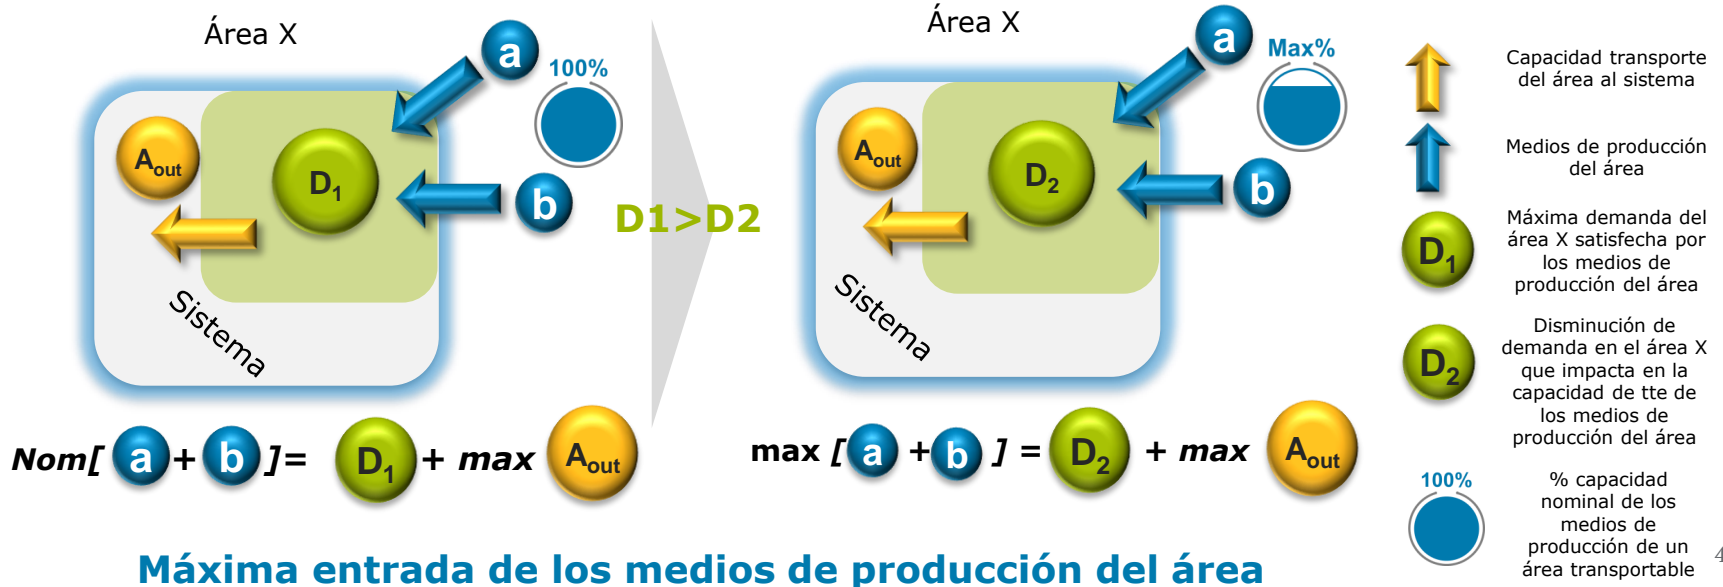 Área X
a
100%
A_out
D_1
b
Sistema
D1>D2
Área X
a
Max%
A_out
D_2
b
Sistema
Nom[ a + b ]= D_1 + max A_out
max [ a + b ] = D_2 + max A_out
Máxima entrada de los medios de producción del área
Capacidad transporte
del área al sistema
Medios de producción
del área
D_1
Máxima demanda del
área X satisfecha por
los medios de
producción del área
D_2
Disminución de
demanda en el área X
que impacta en la
capacidad de tte de
los medios de
producción del área
100%
% capacidad
nominal de los
medios de
producción de un
área transportable
4